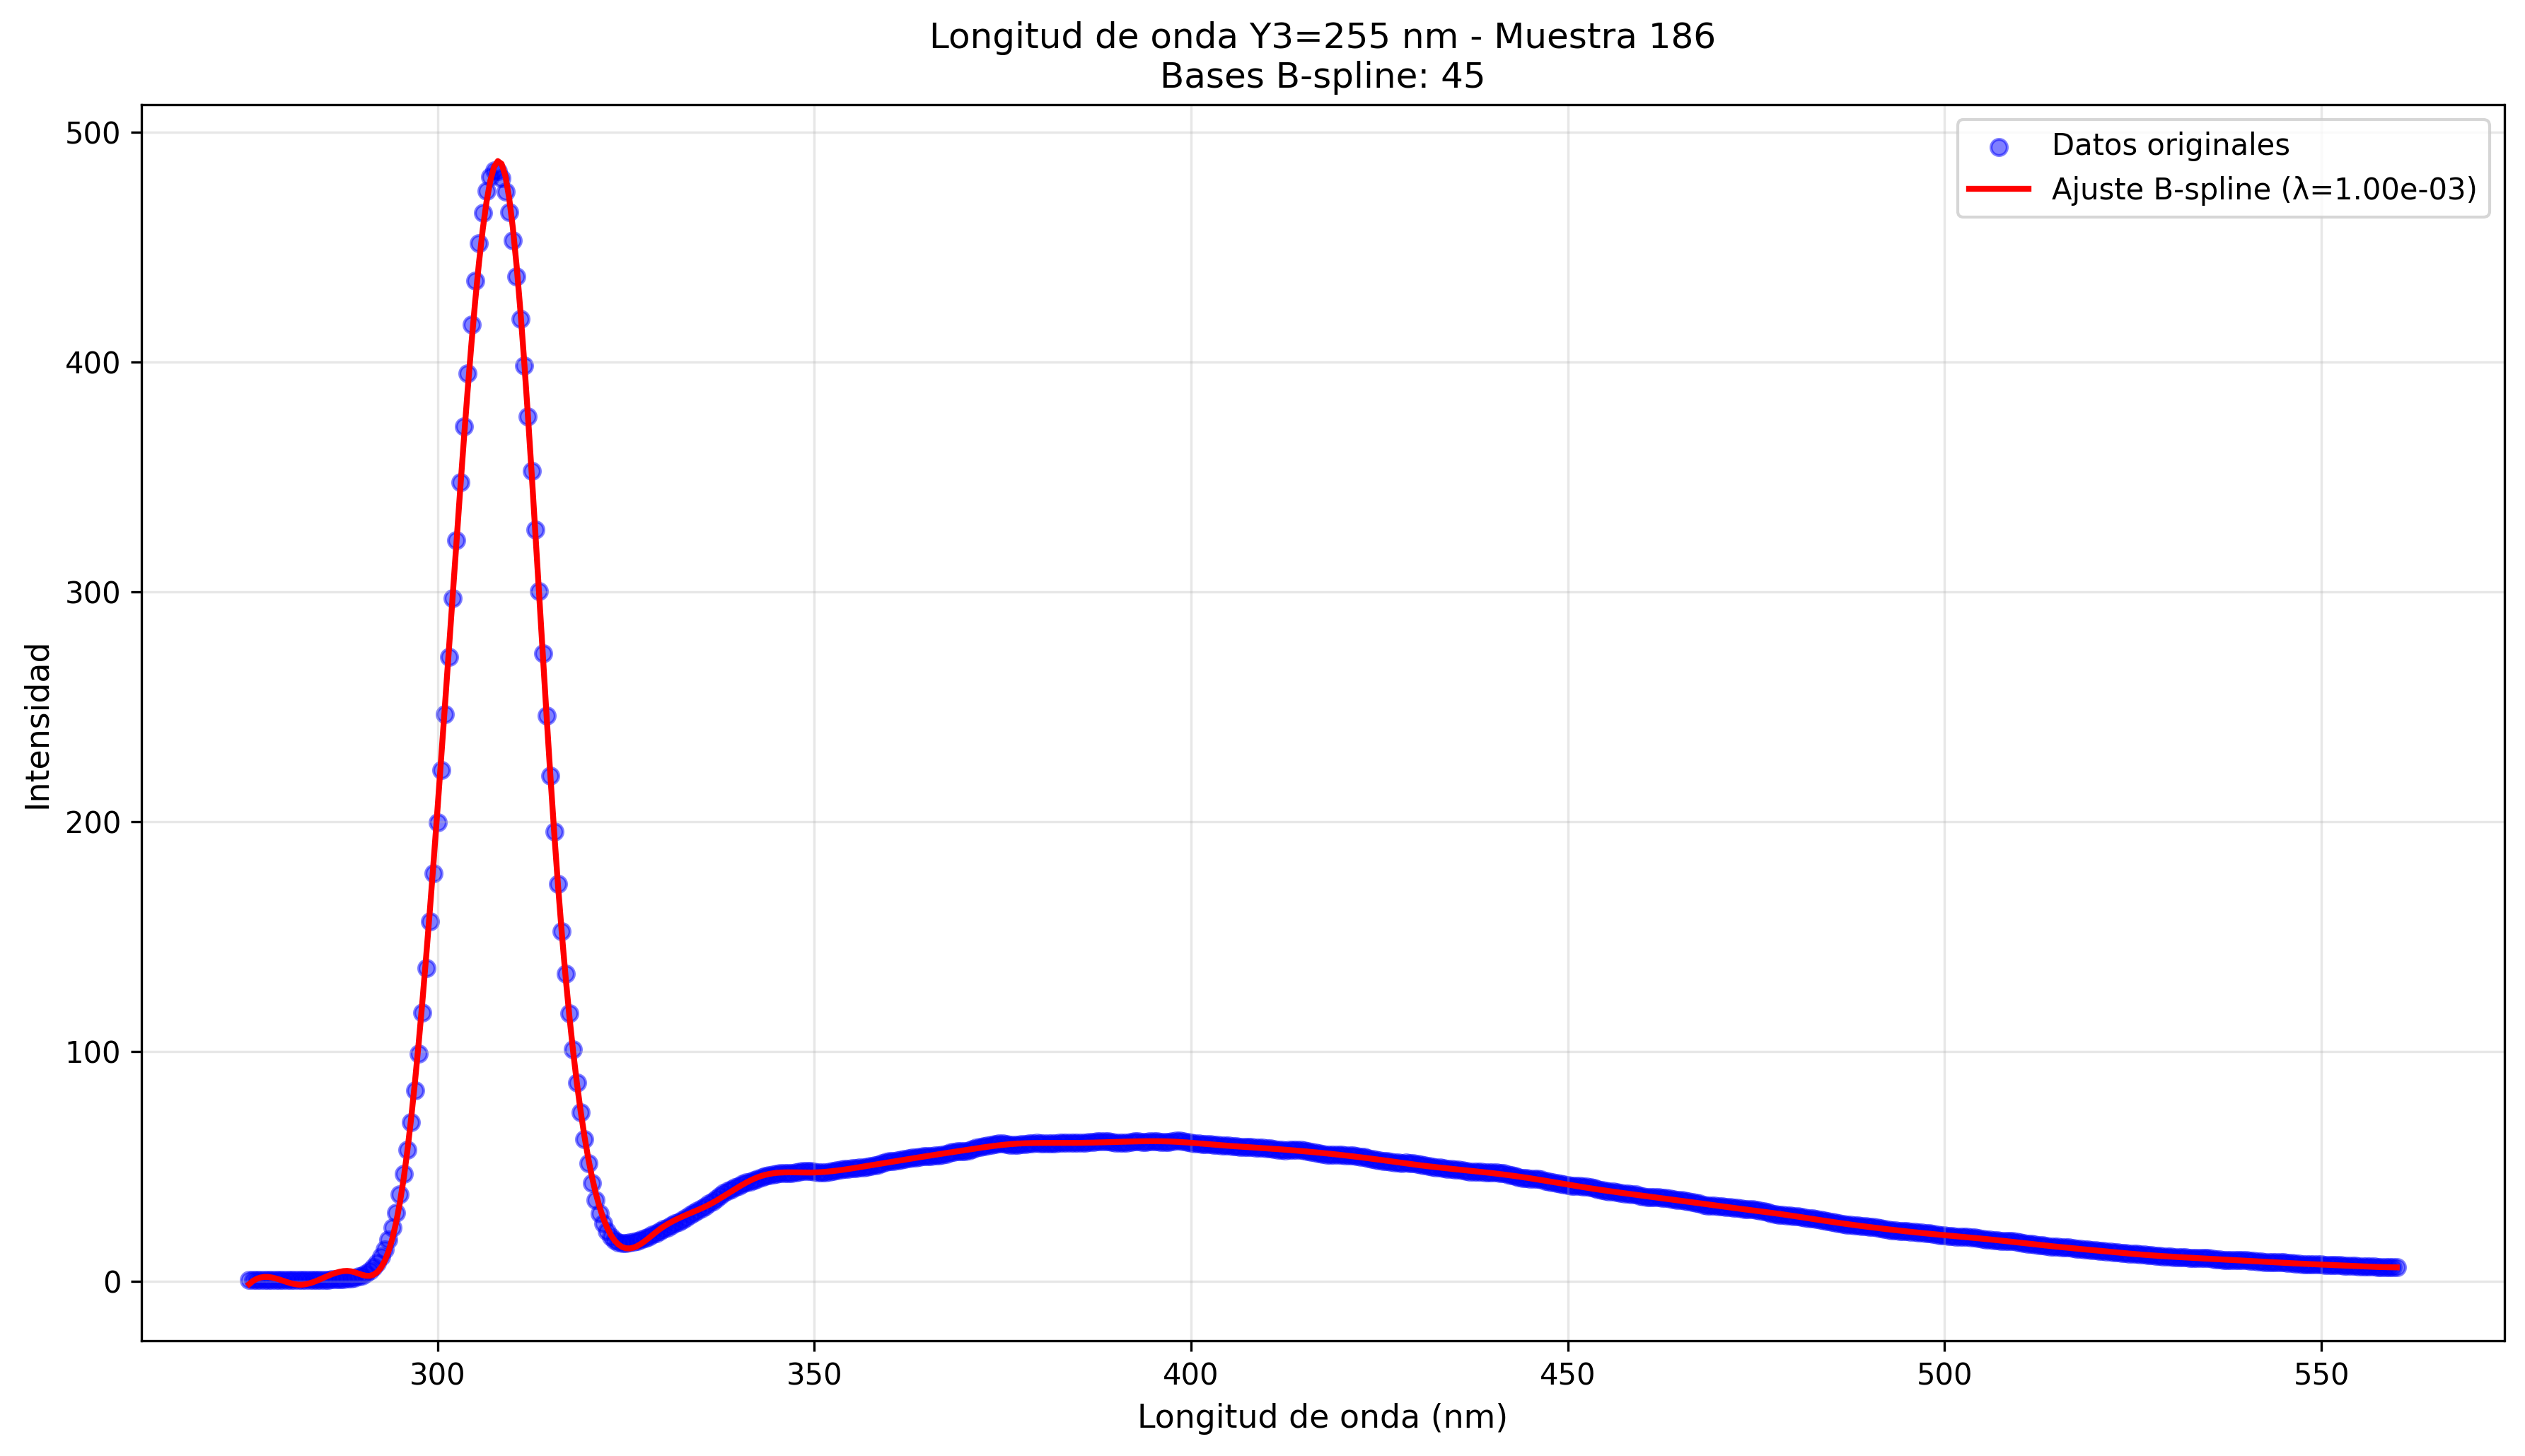 Longitud de onda Y3=255 nm - Muestra 186
Bases B-spline: 45
Datos originales
Ajuste B-spline (λ=1.00e-03)
Intensidad
500
400
300
200
100
0
300 350 400 450 500 550
Longitud de onda (nm)